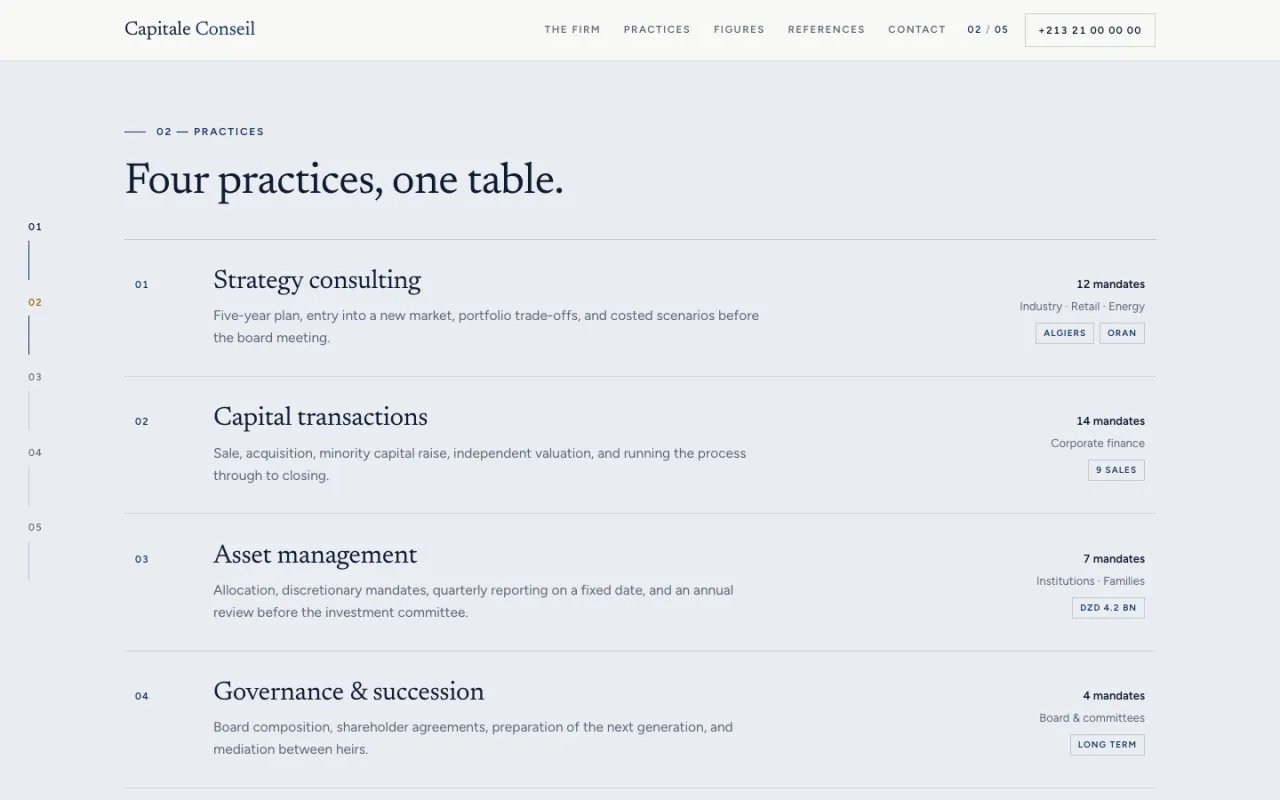 Capitale Conseil
THE FIRM PRACTICES FIGURES REFERENCES CONTACT 02 / 05 +213 21 00 00 00
02 — PRACTICES
Four practices, one table.
01
02
03
04
05
01
Strategy consulting
Five-year plan, entry into a new market, portfolio trade-offs, and costed scenarios before
the board meeting.
12 mandates
Industry · Retail · Energy
ALGIERS ORAN
02
Capital transactions
Sale, acquisition, minority capital raise, independent valuation, and running the process
through to closing.
14 mandates
Corporate finance
9 SALES
03
Asset management
Allocation, discretionary mandates, quarterly reporting on a fixed date, and an annual
review before the investment committee.
7 mandates
Institutions · Families
DZD 4.2 BN
04
Governance & succession
Board composition, shareholder agreements, preparation of the next generation, and
mediation between heirs.
4 mandates
Board & committees
LONG TERM